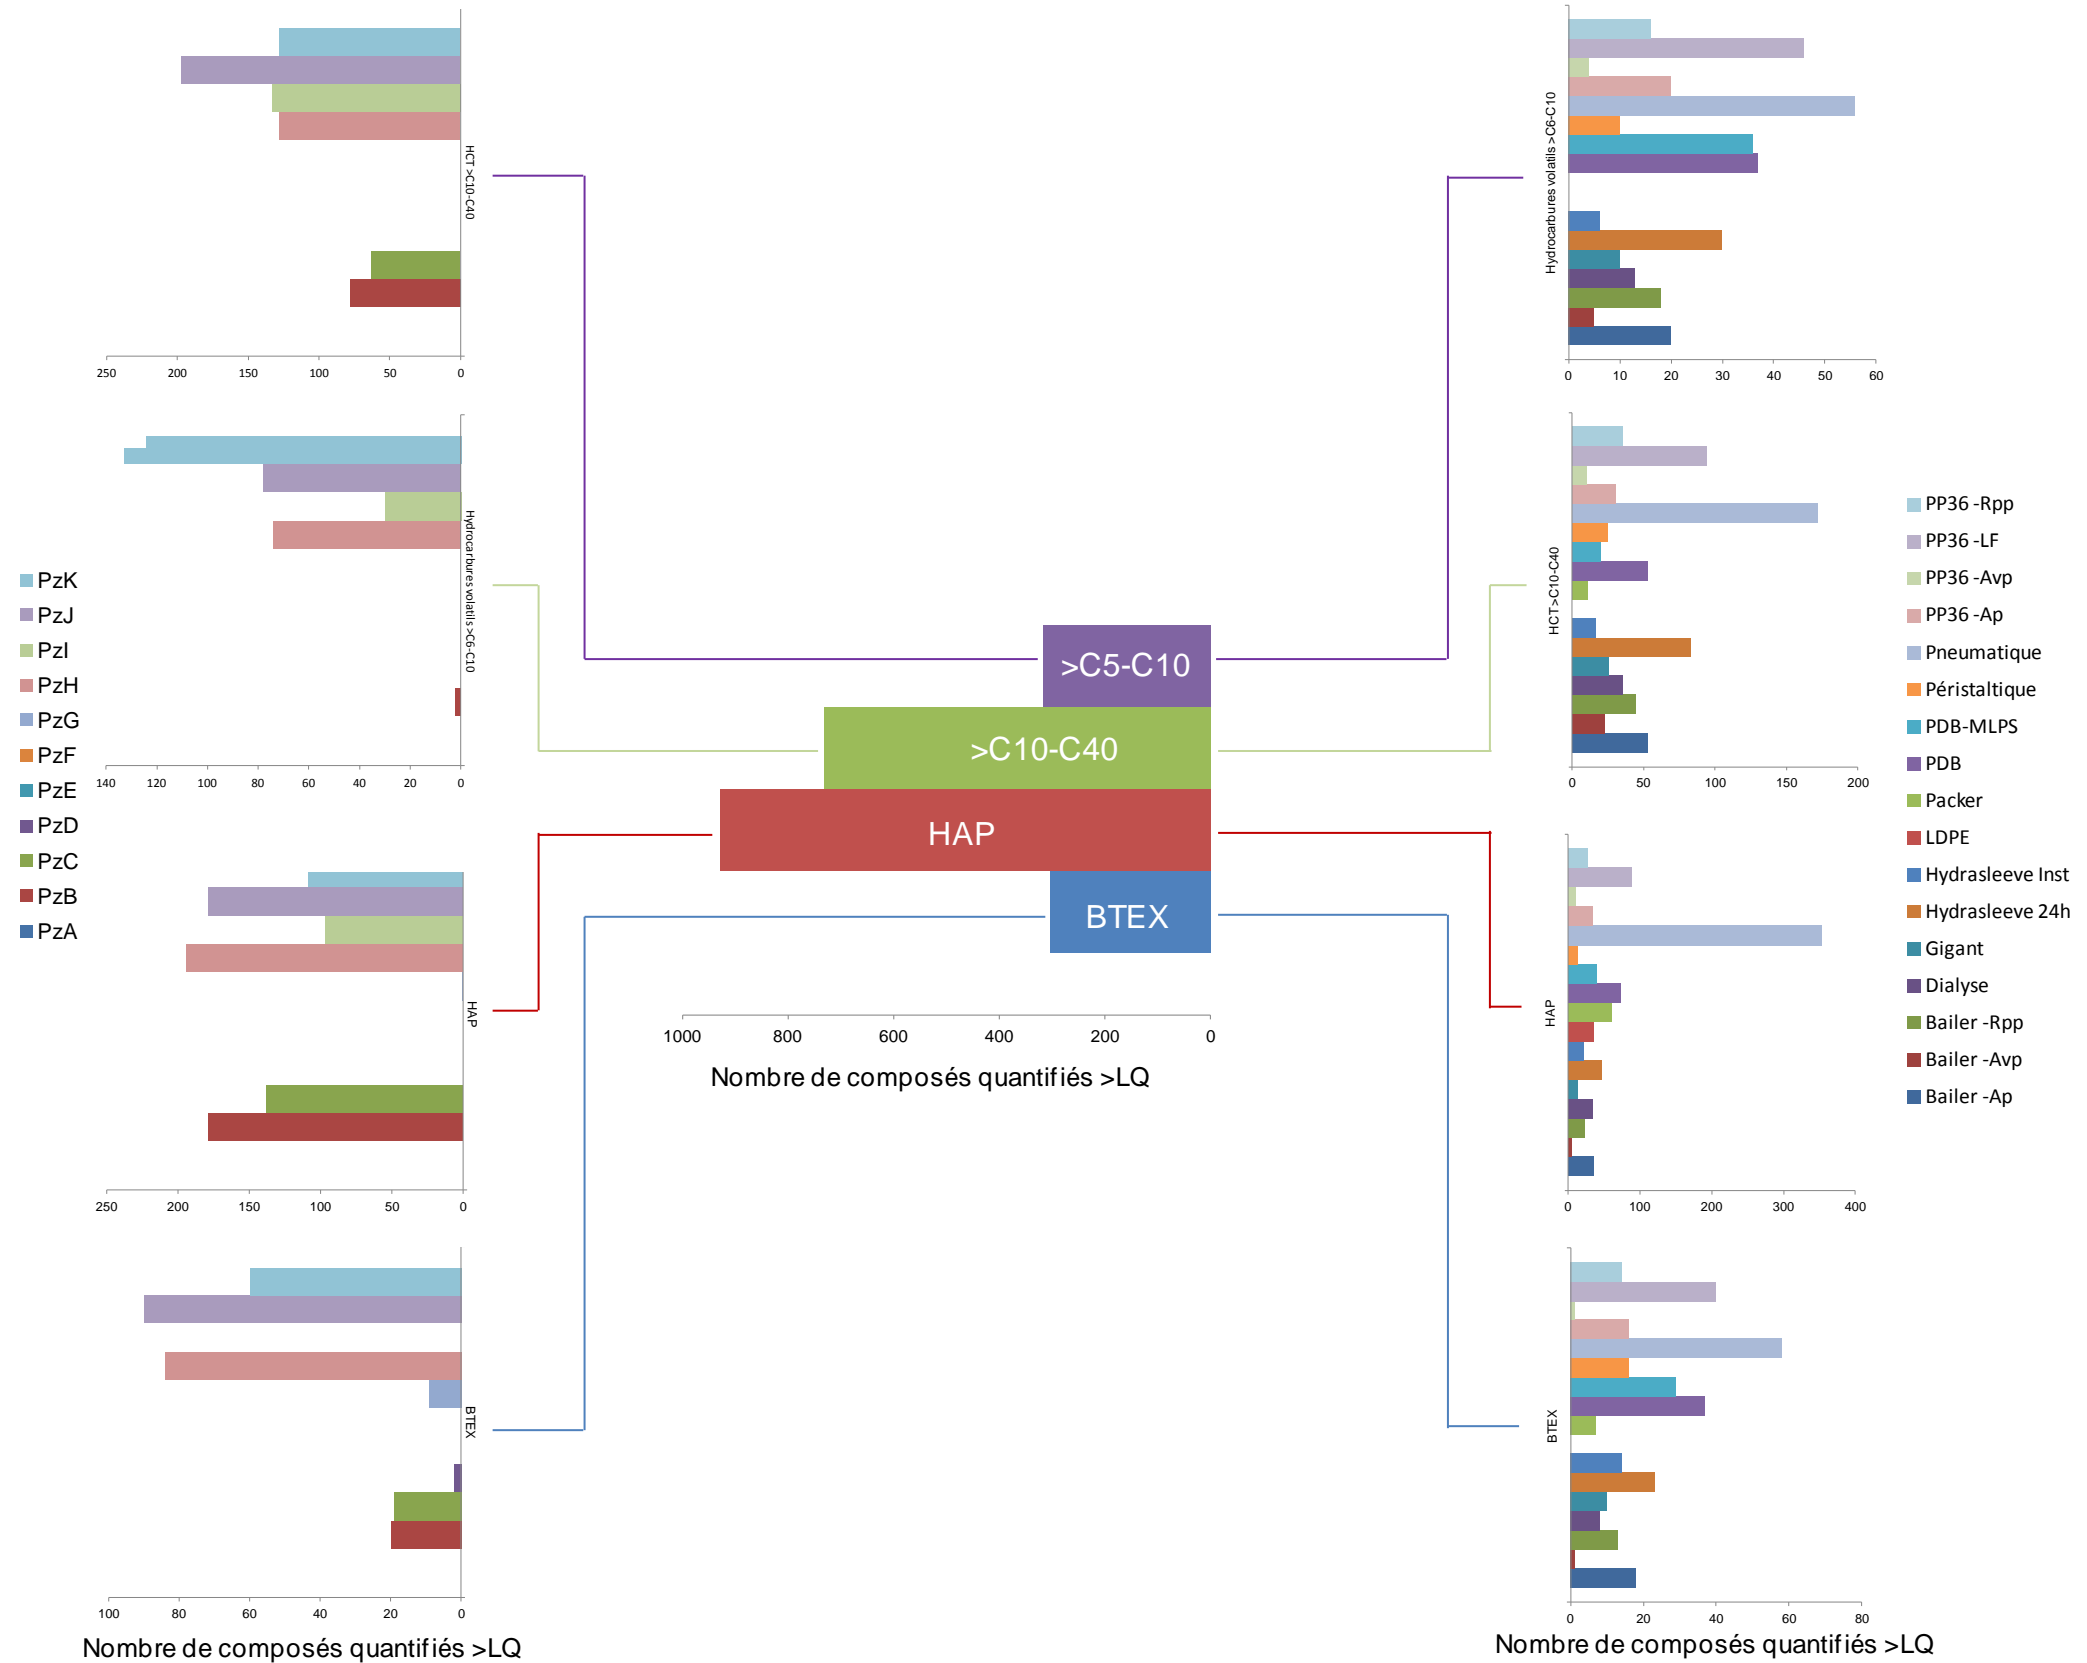 HCT >C10-C40
250 200 150 100 50 0
Hydrocarbures volatils >C6-C10
140 120 100 80 60 40 20 0
HAP
250 200 150 100 50 0
BTEX
100 80 60 40 20 0
Nombre de composés quantifiés >LQ
PzK
PzJ
PzI
PzH
PzG
PzF
PzE
PzD
PzC
PzB
PzA
>C5-C10
>C10-C40
HAP
BTEX
1000 800 600 400 200 0
Nombre de composés quantifiés >LQ
Hydrocarbures volatils >C6-C10
0 10 20 30 40 50 60
HCT >C10-C40
0 50 100 150 200
HAP
0 100 200 300 400
BTEX
0 20 40 60 80
Nombre de composés quantifiés >LQ
PP36 -Rpp
PP36 -LF
PP36 -Avp
PP36 -Ap
Pneumatique
Péristaltique
PDB-MLPS
PDB
Packer
LDPE
Hydrasleeve Inst
Hydrasleeve 24h
Gigant
Dialyse
Bailer -Rpp
Bailer -Avp
Bailer -Ap